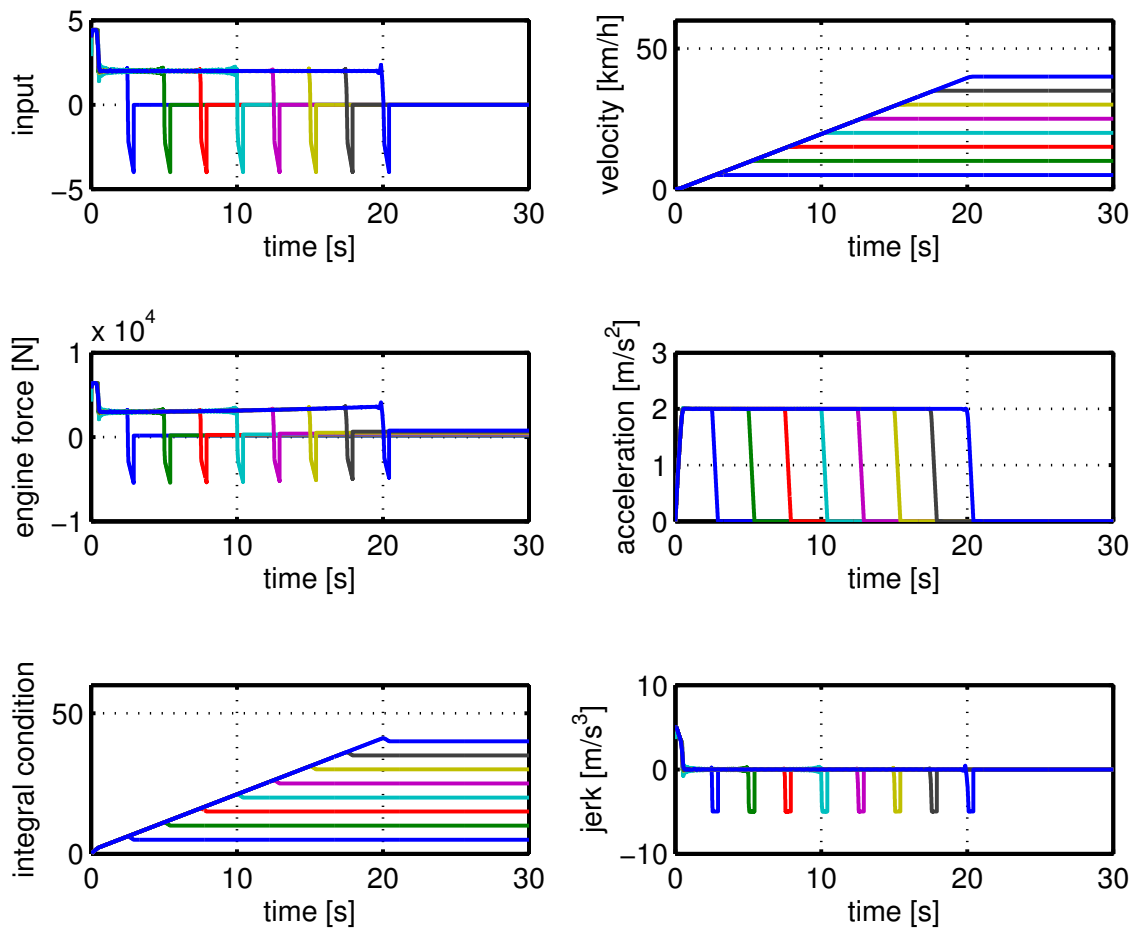 5
0
−5
input
0 10 20 30
time [s]
50
0
velocity [km/h]
0 10 20 30
time [s]
x 10^4
1
0
−1
engine force [N]
0 10 20 30
time [s]
3
2
1
0
acceleration [m/s^2]
0 10 20 30
time [s]
50
0
integral condition
0 10 20 30
time [s]
10
0
−10
jerk [m/s^3]
0 10 20 30
time [s]